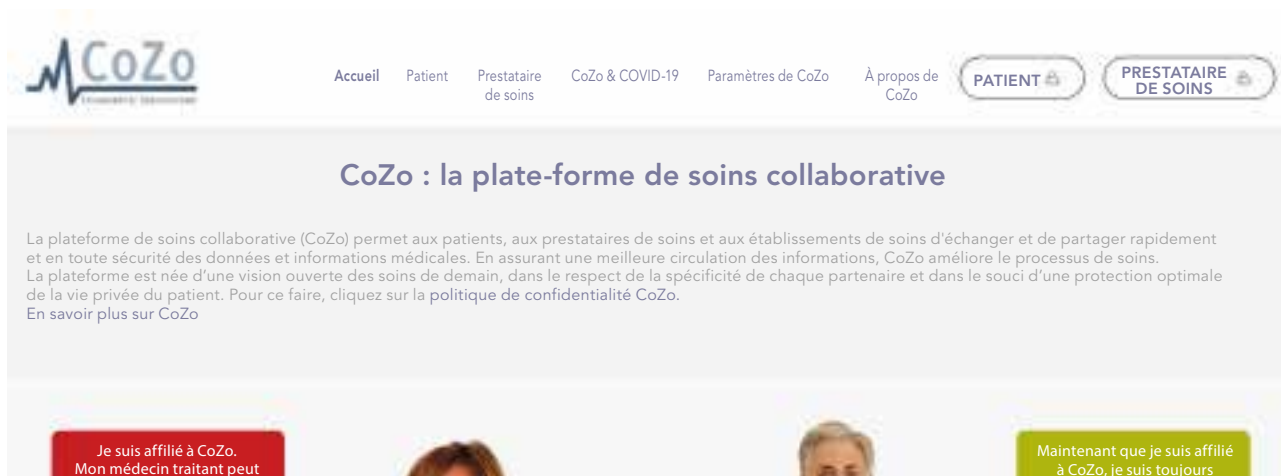 CoZo
Accueil
Patient
Prestataire
de soins
CoZo & COVID-19
Paramètres de CoZo
À propos de
CoZo
PATIENT
PRESTATAIRE
DE SOINS
CoZo : la plate-forme de soins collaborative
La plateforme de soins collaborative (CoZo) permet aux patients, aux prestataires de soins et aux établissements de soins d'échanger et de partager rapidement
et en toute sécurité des données et informations médicales. En assurant une meilleure circulation des informations, CoZo améliore le processus de soins.
La plateforme est née d’une vision ouverte des soins de demain, dans le respect de la spécificité de chaque partenaire et dans le souci d’une protection optimale
de la vie privée du patient. Pour ce faire, cliquez sur la politique de confidentialité CoZo.
En savoir plus sur CoZo
Je suis affilié à CoZo.
Mon médecin traitant peut
Maintenant que je suis affilié
à CoZo, je suis toujours